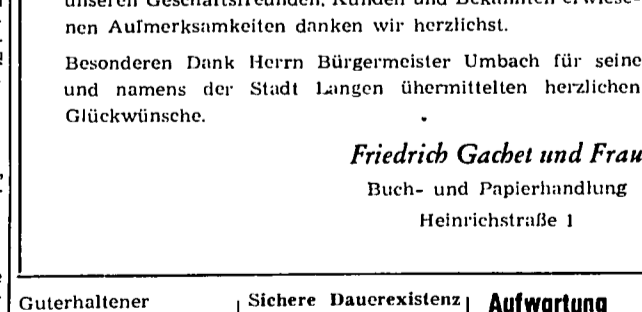 unseren Geschäftsfreunden, Kunden und Bekannten erwiese-
nen Aufmerksamkeiten danken wir herzlichst.
Besonderen Dank Herrn Bürgermeister Umbach für seine
und namens der Stadt Langen übermittelten herzlichen
Glückwünsche.
Friedrich Gachet und Frau
Buch- und Papierhandlung
Heinrichstraße 1
Guterhaltener
Sichere Dauerexistenz
Aufwartung